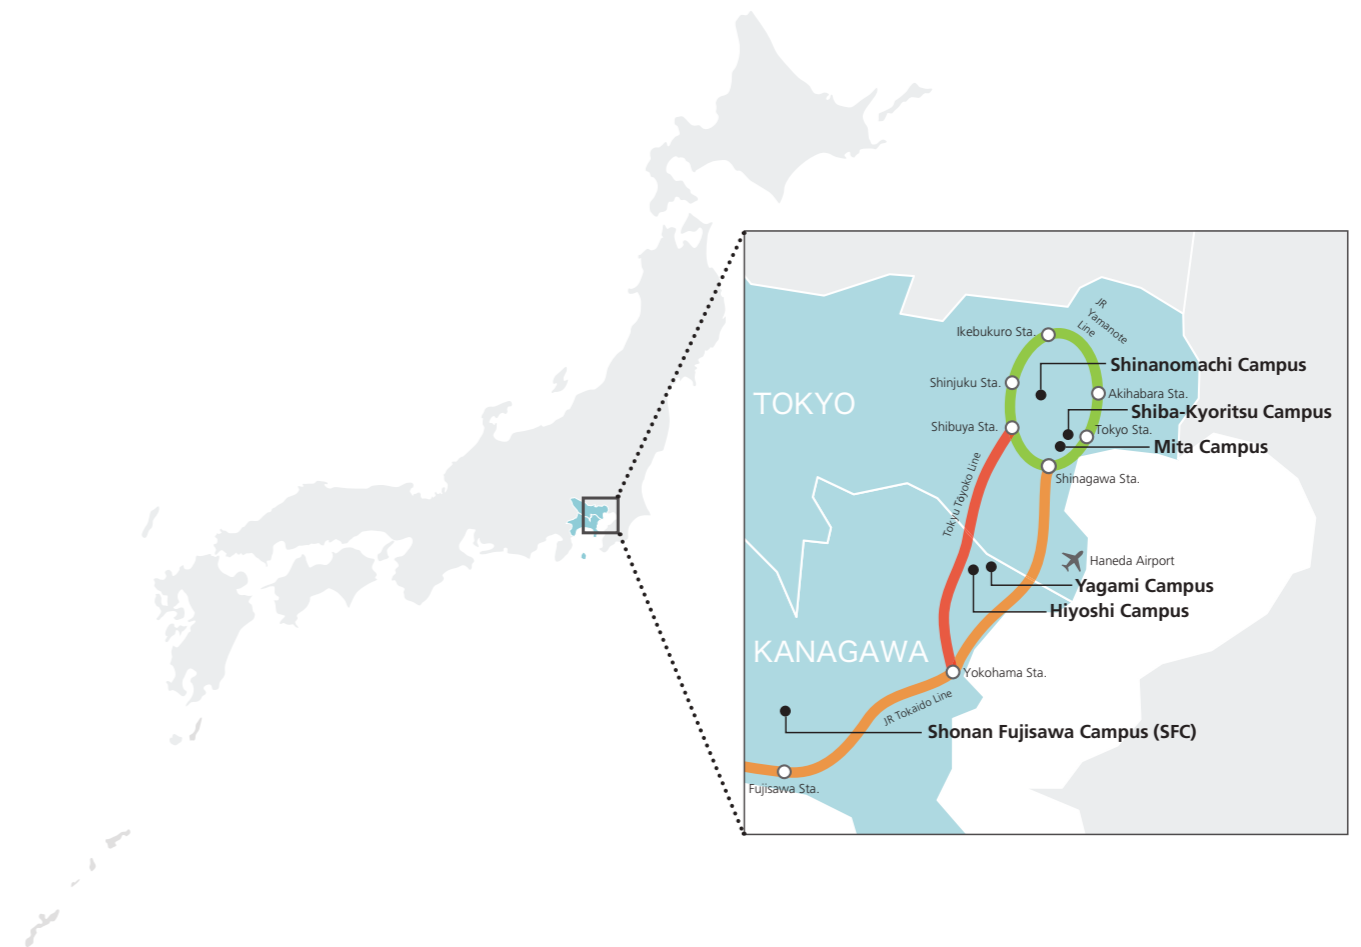 JR
Yamanote
Line
Ikebukuro Sta.
Shinanomachi Campus
Shinjuku Sta.
Akihabara Sta.
TOKYO
Shiba-Kyoritsu Campus
Shibuya Sta.
Tokyo Sta.
Mita Campus
Shinagawa Sta.
Tokyu Toyoko Line
Haneda Airport
Yagami Campus
Hiyoshi Campus
KANAGAWA
Yokohama Sta.
JR Tokaido Line
Shonan Fujisawa Campus (SFC)
Fujisawa Sta.